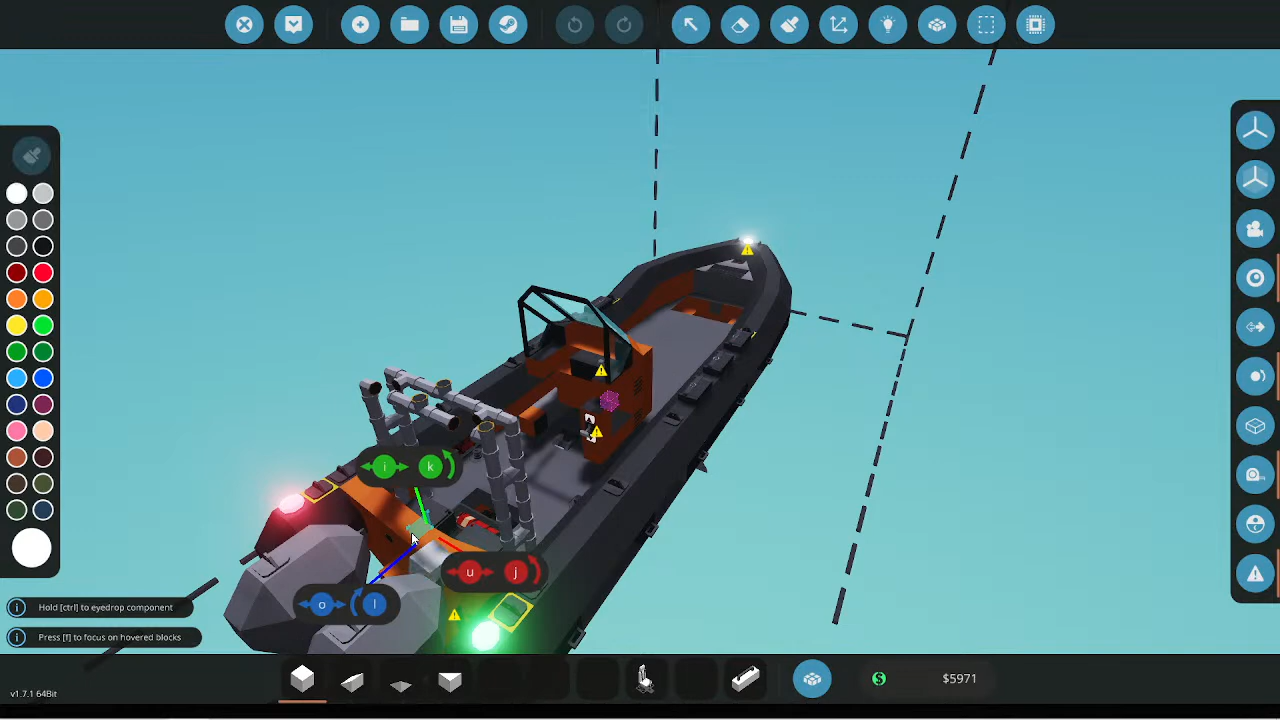 i k
u j
o l
Hold [ctrl] to eyedrop component
Press [f] to focus on hovered blocks
v1.7.1 64Bit
$ $5971